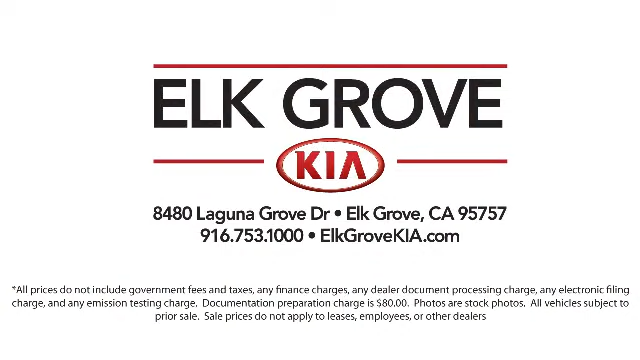 ELK GROVE
KIA
8480 Laguna Grove Dr • Elk Grove, CA 95757
916.753.1000 • ElkGroveKIA.com
*All prices do not include government fees and taxes, any finance charges, any dealer document processing charge, any electronic filing
charge, and any emission testing charge. Documentation preparation charge is $80.00. Photos are stock photos. All vehicles subject to
prior sale. Sale prices do not apply to leases, employees, or other dealers